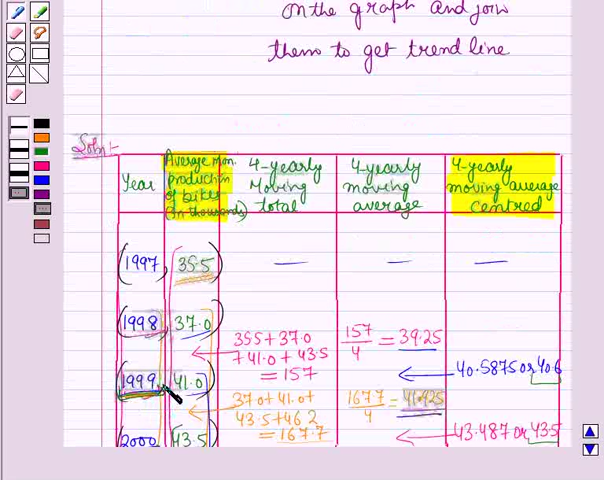 on the graph and join
them to get trend line
Soln:-
Year
Average mon.
production
of bikes
(in thousands)
4-yearly
Moving
total
4-yearly
moving
average
4-yearly
moving average
centred
(1997, 35.5)
— — —
(1998, 37.0)
355+37.0
+41.0+43.5
=157
157/4 = 39.25
(1999, 41.0)
40.5875 or 40.6
37.0+41.0+
43.5+46.2
=167.7
1677/4 = 41.925
(2000, 43.5)
43.487 or 43.5